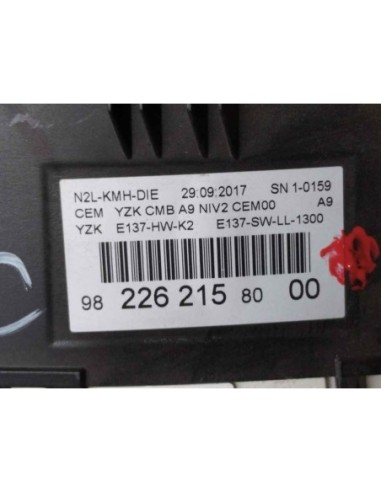 N2L-KMH-DIE 29:09:2017 SN 1-0159
CEM YZK CMB A9 NIV2 CEM00 A9
YZK E137-HW-K2 E137-SW-LL-1300
98 226 215 80 00